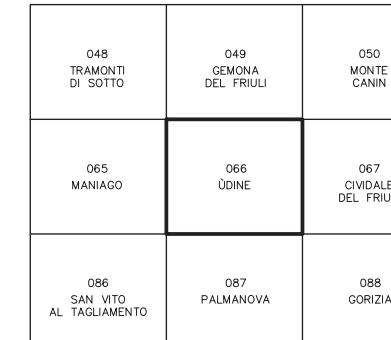 048
TRAMONTI
DI SOTTO
049
GEMONA
DEL FRIULI
050
MONTE
CANIN
065
MANIAGO
066
ÙDINE
067
CIVIDALE
DEL FRIU
086
SAN VITO
AL TAGLIAMENTO
087
PALMANOVA
088
GORIZIA